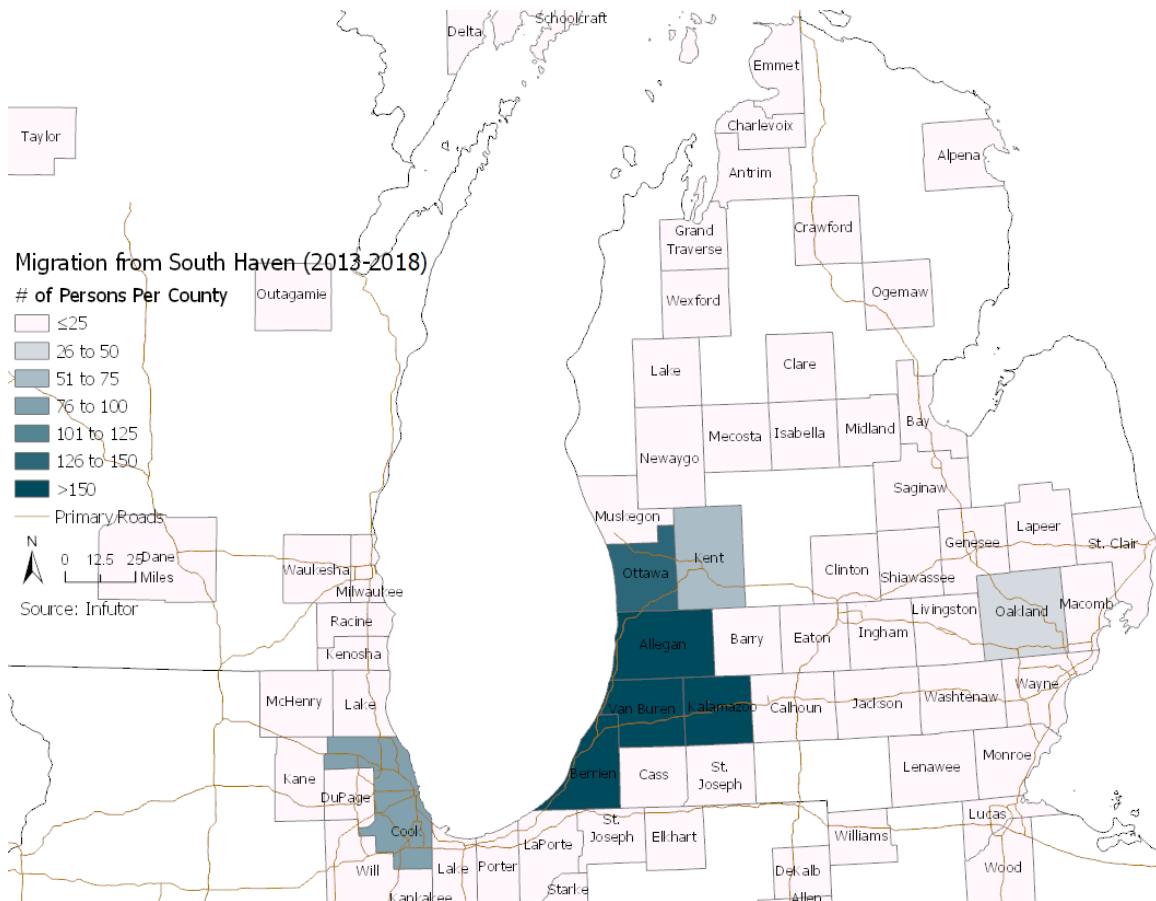 Schoolcraft
Delta
Emmet
Charlevoix
Taylor
Alpena
Antrim
Grand
Traverse
Crawford
Migration from South Haven (2013-2018)
# of Persons Per County
Outagamie
Wexford
Ogemaw
≤25
26 to 50
51 to 75
76 to 100
101 to 125
126 to 150
>150
Primary Roads
N
0 12.5 25
Miles
Source: Infutor
Lake
Clare
Newaygo
Mecosta
Isabella
Midland
Bay
Saginaw
Muskegon
Lapeer
Genesee
St. Clair
Dane
Waukesha
Milwaukee
Ottawa
Kent
Clinton
Shiawassee
Racine
Kenosha
Livingston
Oakland
Macomb
Allegan
Barry
Eaton
Ingham
McHenry
Lake
Van Buren
Kalamazoo
Calhoun
Jackson
Washtenaw
Wayne
Kane
DuPage
Berrien
Cass
St.
Joseph
Lenawee
Monroe
Cook
Will
Lake
Porter
LaPorte
St.
Joseph
Elkhart
Williams
Lucas
Wood
DeKalb
Starke
Kankakee
Allen